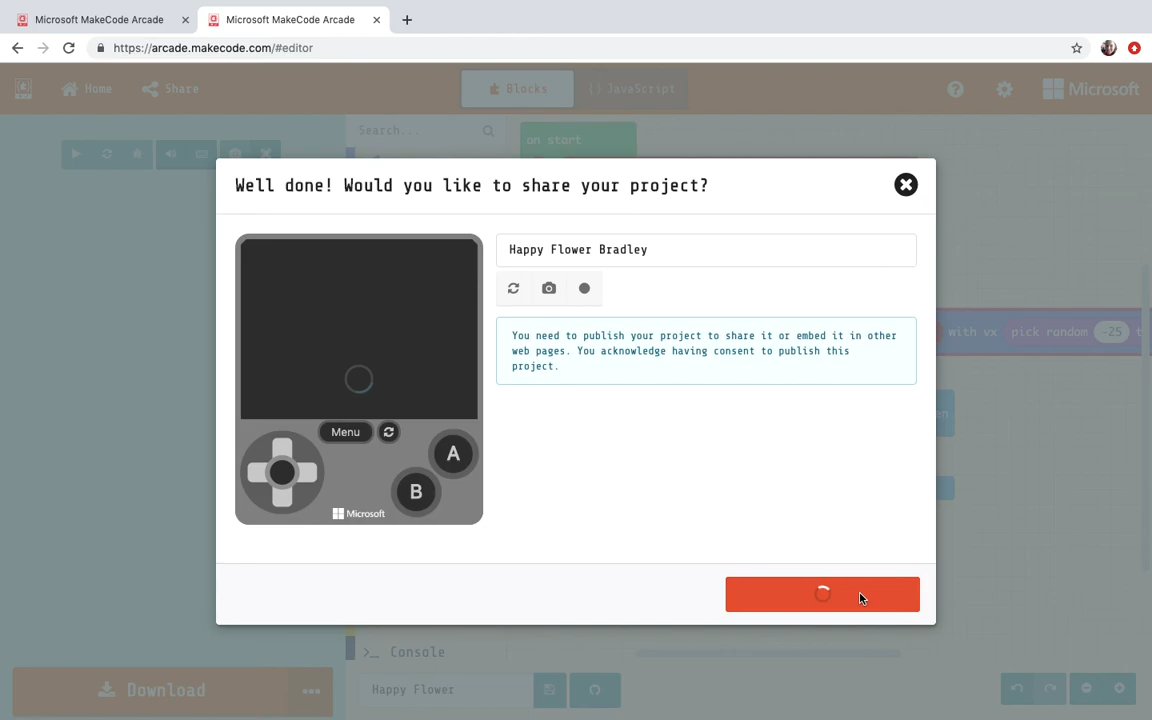 Microsoft MakeCode Arcade
Microsoft MakeCode Arcade
https://arcade.makecode.com/#editor
Home
Share
Blocks
{} JavaScript
Microsoft
Search...
on start
Well done! Would you like to share your project?
Happy Flower Bradley
You need to publish your project to share it or embed it in other
web pages. You acknowledge having consent to publish this
project.
with vx pick random -25 t
Menu
A
B
Microsoft
>_ Console
Download
Happy Flower